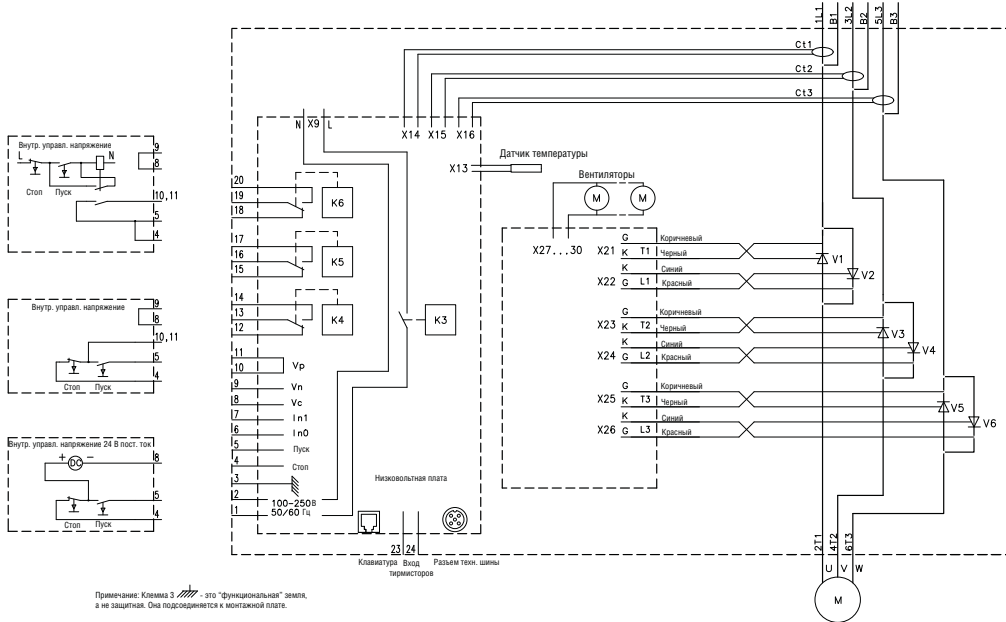 1L1 B1 3L2 B2 5L3 B3
Ct1
Ct2
Ct3
N X9 L
X14 X15 X16
X13
Датчик температуры
Вентиляторы
M M
X27...30
Внутр. управл. напряжение
L N
Стоп Пуск
9
8
10,11
5
4
Внутр. управл. напряжение
9
8
10,11
5
4
Стоп Пуск
Внутр. управл. напряжение 24 В пост. ток
+ DC -
8
5
4
Стоп Пуск
20
19
18
K6
17
16
15
K5
14
13
12
K4
K3
11
10
Vp
9 Vn
8 Vc
7 In1
6 In0
5 Пуск
4 Стоп
3
2
1
100-250В
50/60 Гц
Низковольтная плата
23 24
Клавиатура
Вход
тирмисторов
Разъем техн. шины
X21 G Коричневый
K T1 Черный
X22 K Синий
G L1 Красный
V1
V2
X23 G Коричневый
K T2 Черный
X24 K Синий
G L2 Красный
V3
V4
X25 G Коричневый
K T3 Черный
X26 K Синий
G L3 Красный
V5
V6
2T1 4T2 6T3
U V W
M
Примечание: Клемма 3 - это "функциональная" земля,
а не защитная. Она подсоединяется к монтажной плате.